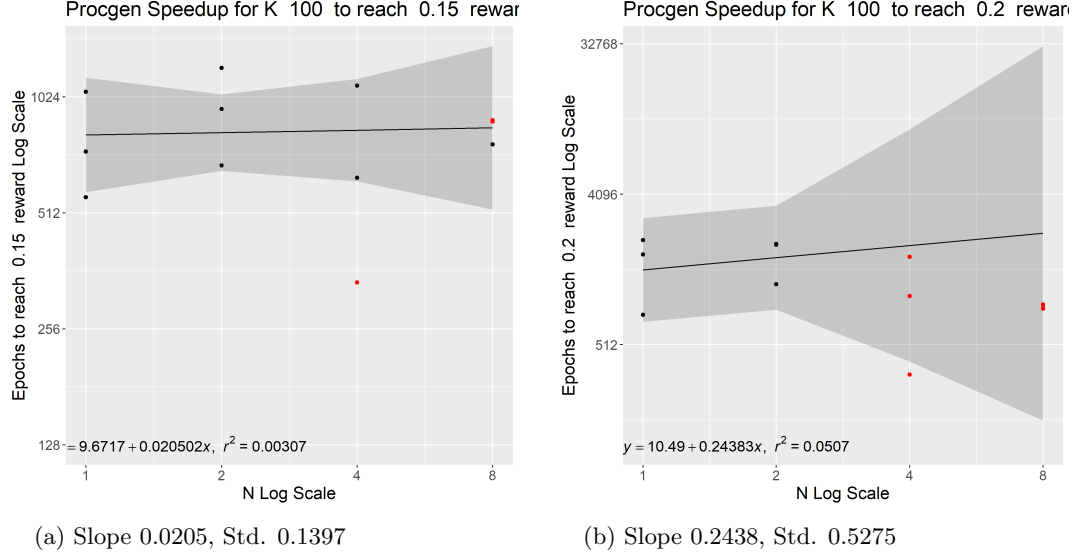 Procgen Speedup for K 100 to reach 0.15 rewar
Epochs to reach 0.15 reward Log Scale
1024
512
256
128
= 9.6717 + 0.020502x, r² = 0.00307
1 2 4 8
N Log Scale
(a) Slope 0.0205, Std. 0.1397
Procgen Speedup for K 100 to reach 0.2 reward
Epochs to reach 0.2 reward Log Scale
32768
4096
512
y = 10.49 + 0.24383x, r² = 0.0507
1 2 4 8
N Log Scale
(b) Slope 0.2438, Std. 0.5275